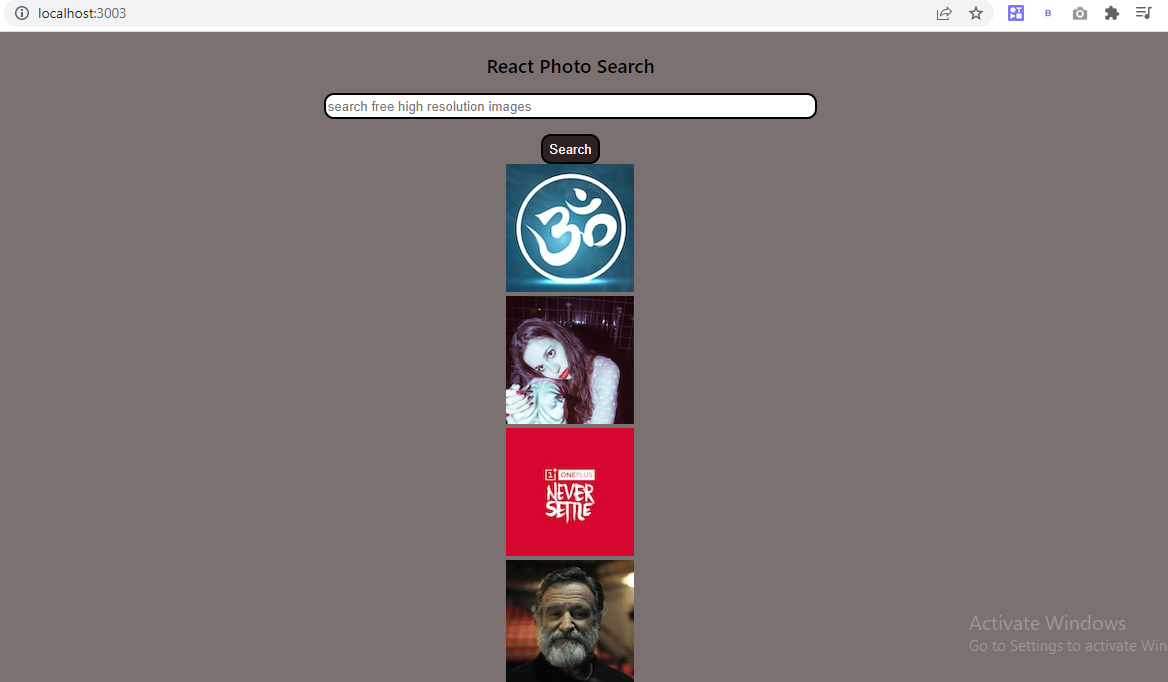 localhost:3003
B
React Photo Search
search free high resolution images
Search
ॐ
1+ ONEPLUS
NEVER
SETTLE
Activate Windows
Go to Settings to activate Win